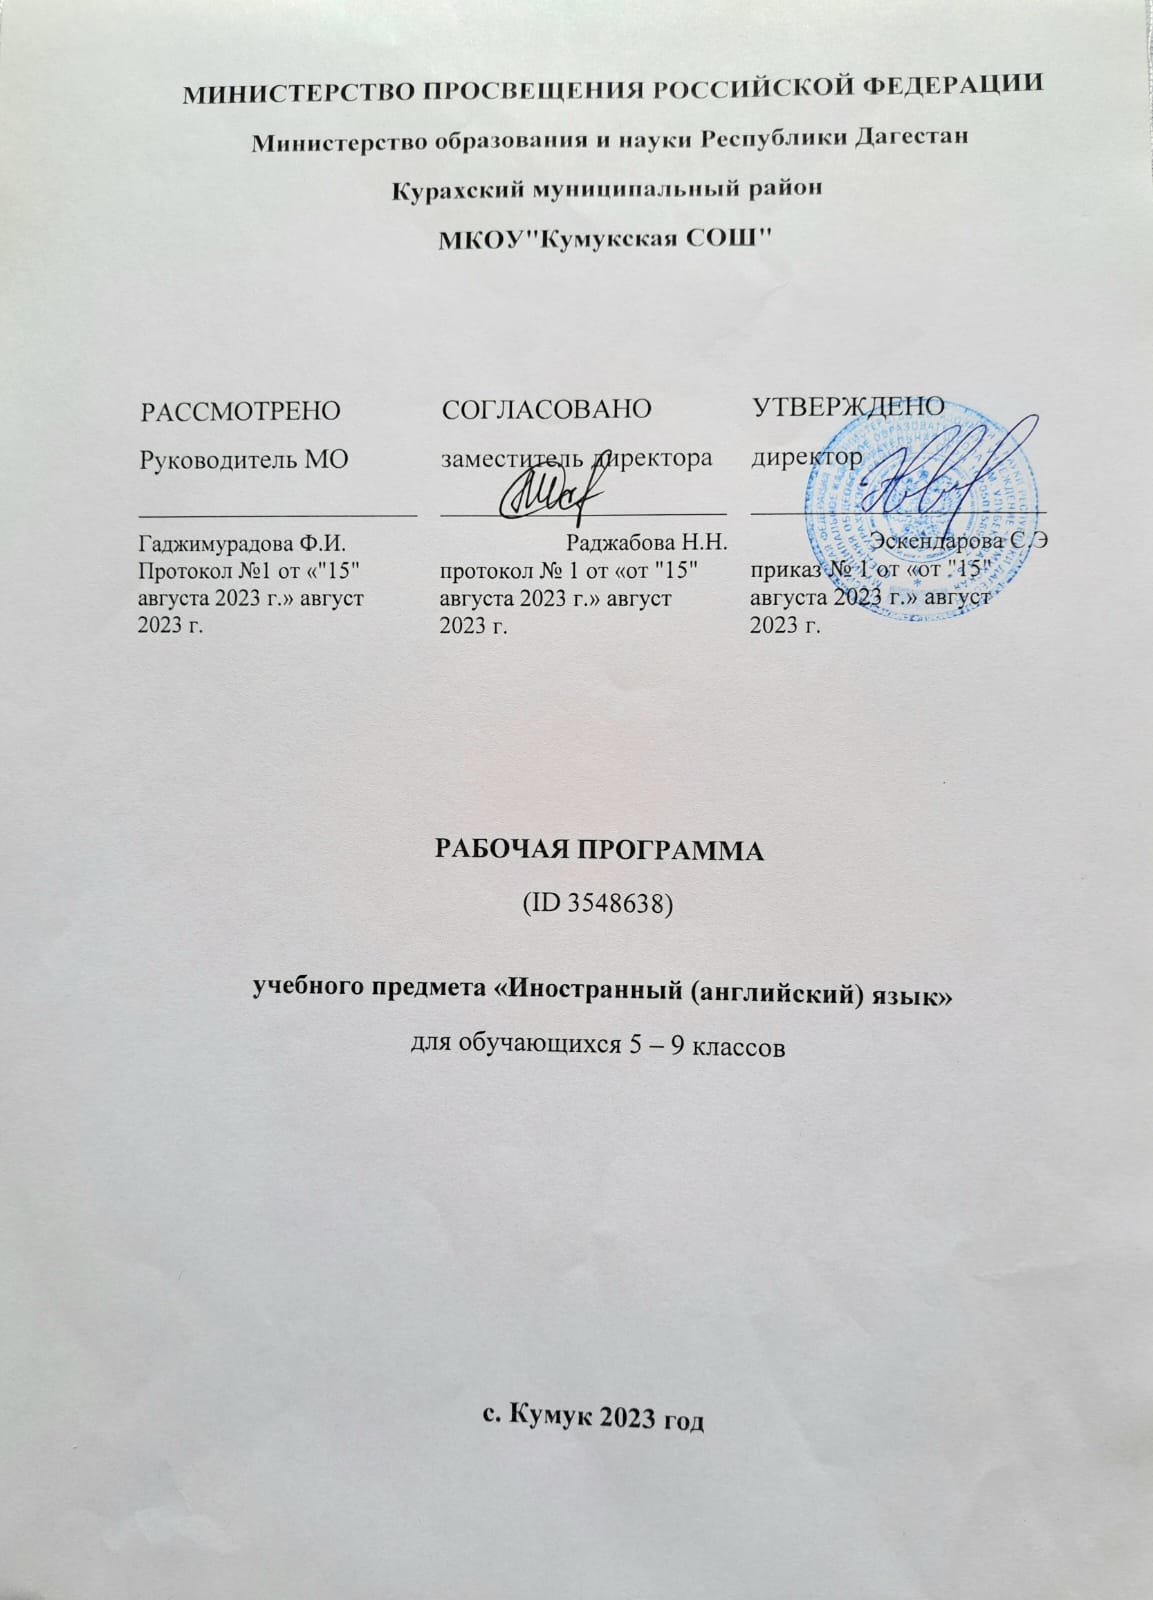 МИНИСТЕРСТВО ПРОСВЕЩЕНИЯ РОССИЙСКОЙ ФЕДЕРАЦИИ
Министерство образования и науки Республики Дагестан
Курахский муниципальный район
МКОУ"Кумукская СОШ"
РАССМОТРЕНО
Руководитель МО
Гаджимурадова Ф.И.
Протокол №1 от «"15"
августа 2023 г.» август
2023 г.
СОГЛАСОВАНО
заместитель директора
Раджабова Н.Н.
протокол № 1 от «от "15"
августа 2023 г.» август
2023 г.
УТВЕРЖДЕНО
директор
Эскендарова С.Э
приказ № 1 от «от "15"
августа 2023 г.» август
2023 г.
РАБОЧАЯ ПРОГРАММА
(ID 3548638)
учебного предмета «Иностранный (английский) язык»
для обучающихся 5 – 9 классов
с. Кумук 2023 год